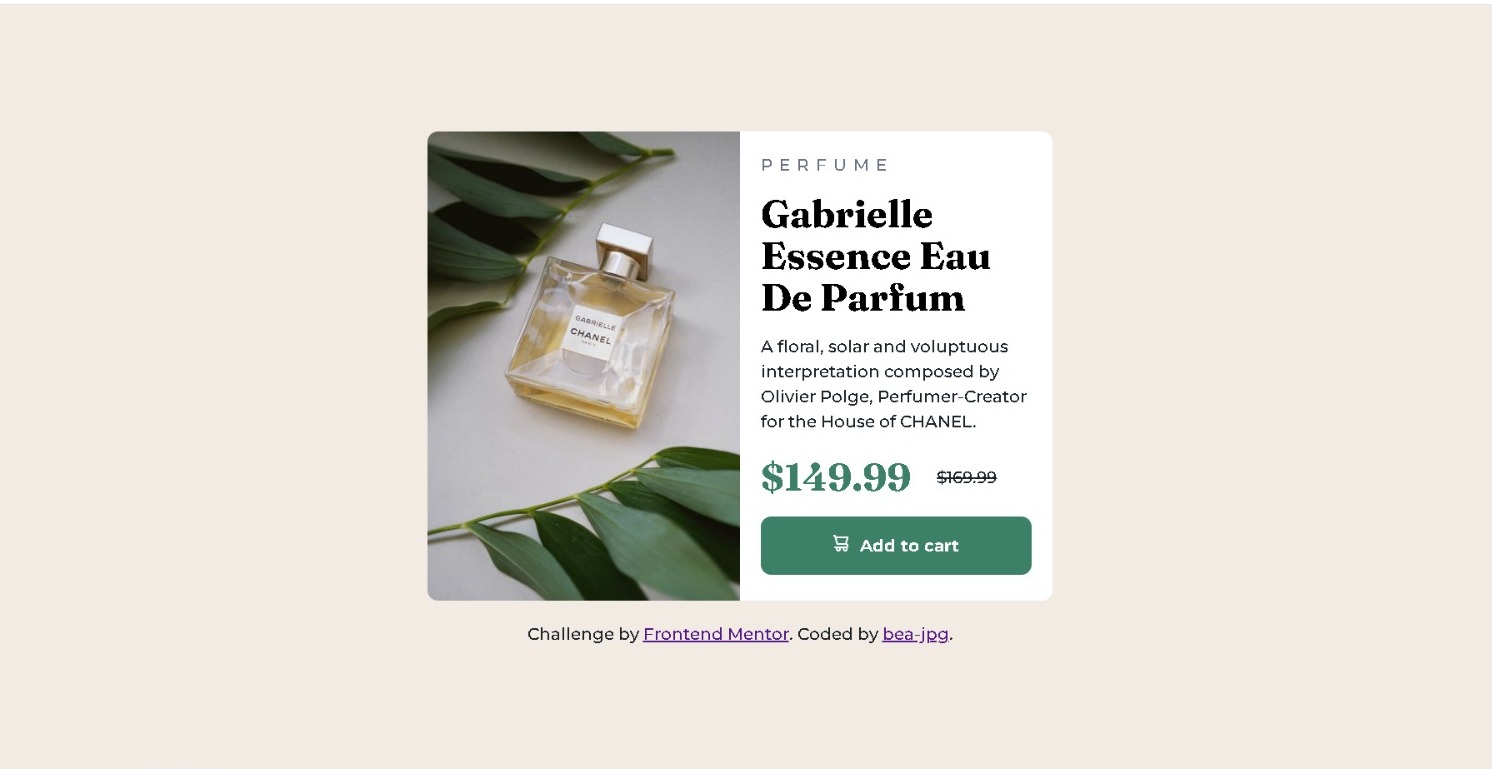 GABRIELLE
CHANEL
PARIS
PERFUME
Gabrielle
Essence Eau
De Parfum
A floral, solar and voluptuous
interpretation composed by
Olivier Polge, Perfumer-Creator
for the House of CHANEL.
$149.99 $169.99
Add to cart
Challenge by Frontend Mentor. Coded by bea-jpg.